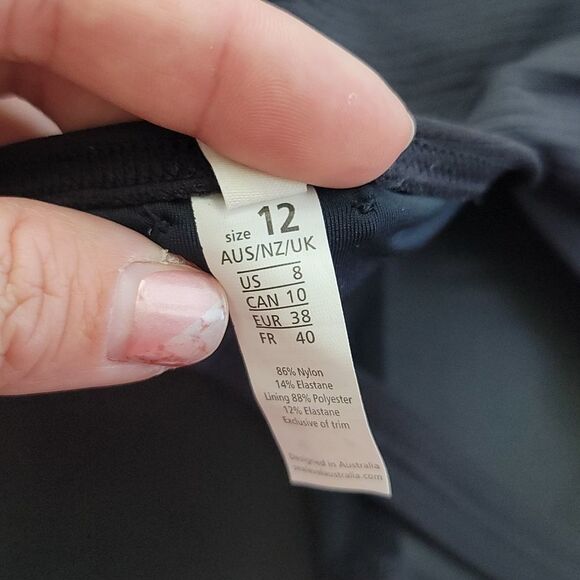 size 12
AUS/NZ/UK
US 8
CAN 10
EUR 38
FR 40
86% Nylon
14% Elastane
Lining 88% Polyester
12% Elastane
Exclusive of trim
Designed in Australia